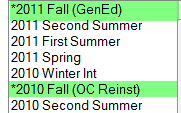 *2011 Fall (GenEd)
2011 Second Summer
2011 First Summer
2011 Spring
2010 Winter Int
*2010 Fall (OC Reinst)
2010 Second Summer